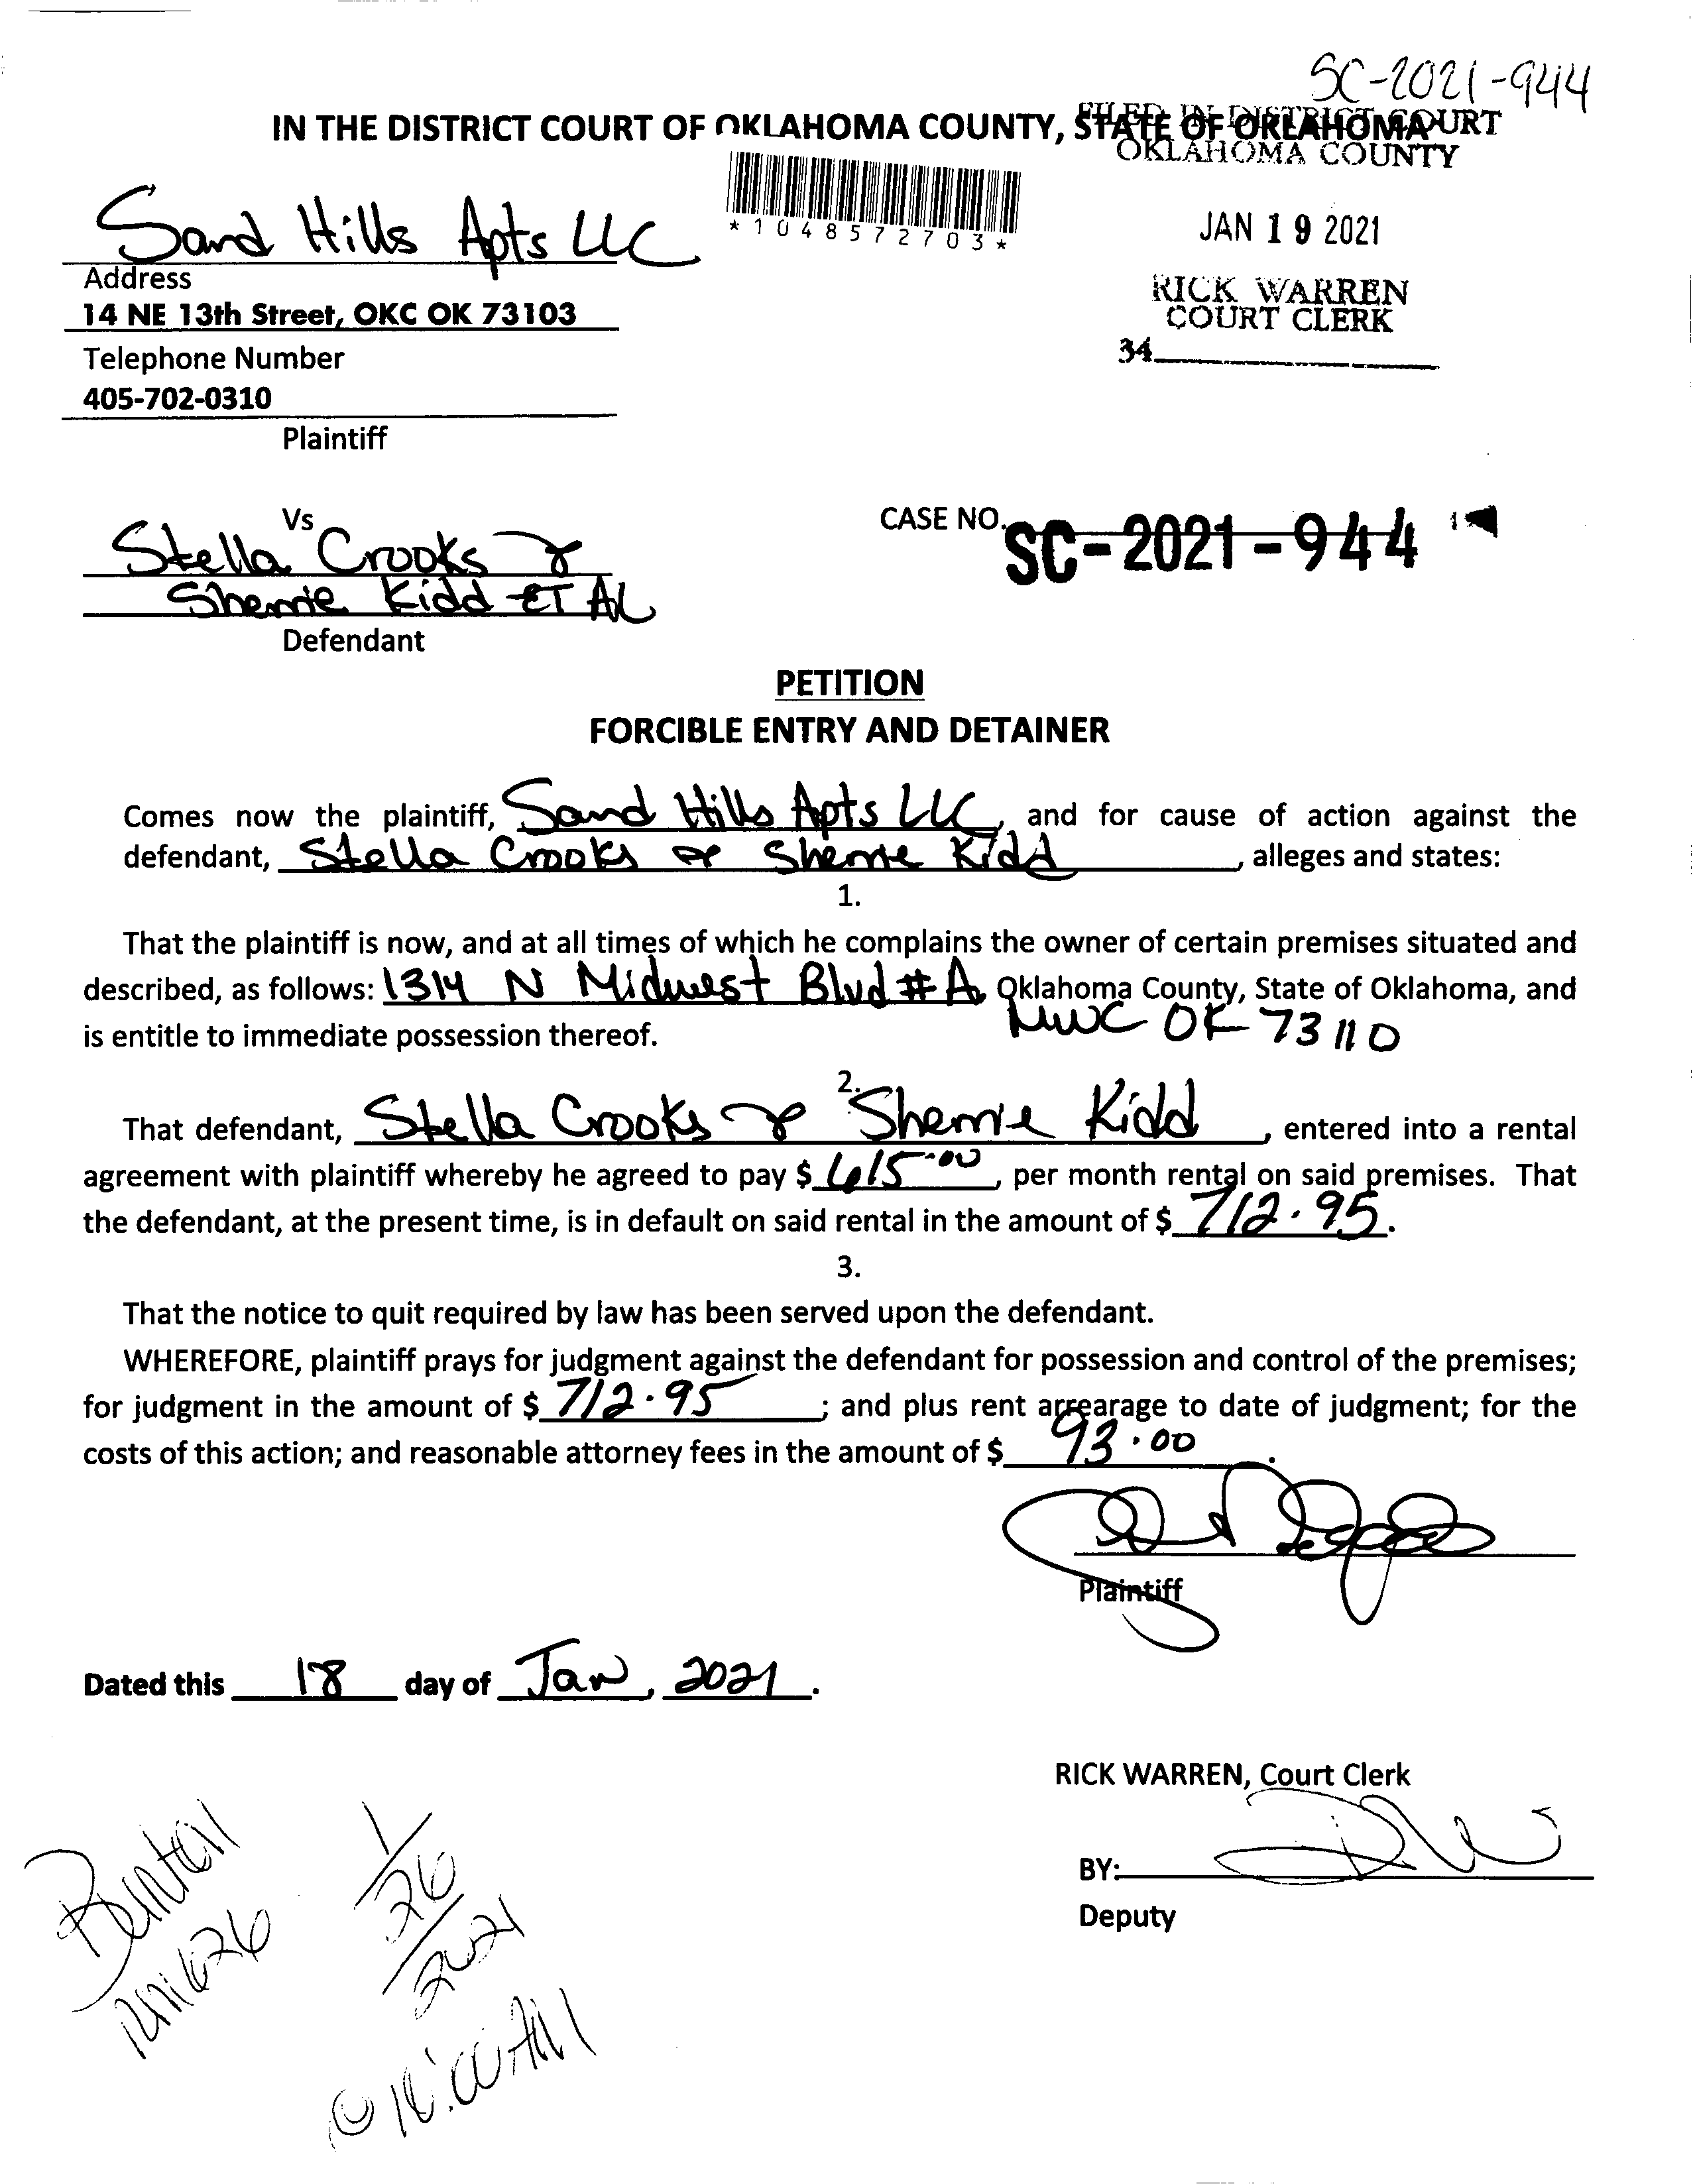 SC-2021-944
IN THE DISTRICT COURT OF OKLAHOMA COUNTY, STATE OF OKLAHOMA
FILED IN DISTRICT COURT
OKLAHOMA COUNTY
*1048572703*
JAN 19 2021
RICK WARREN
COURT CLERK
34
Sand Hills Apts LLC
Address
14 NE 13th Street, OKC OK 73103
Telephone Number
405-702-0310
Plaintiff
Vs
Stella Crooks &
Sherrie Kidd ET AL
Defendant
CASE NO. SC-2021-944
PETITION
FORCIBLE ENTRY AND DETAINER
Comes now the plaintiff, Sand Hills Apts LLC, and for cause of action against the
defendant, Stella Crooks & Sherrie Kidd, alleges and states:
1.
That the plaintiff is now, and at all times of which he complains the owner of certain premises situated and
described, as follows: 1314 N Midwest Blvd # A, Oklahoma County, State of Oklahoma, and
MWC OK 73110
is entitle to immediate possession thereof.
2.
That defendant, Stella Crooks & Sherrie Kidd, entered into a rental
agreement with plaintiff whereby he agreed to pay $ 615.00, per month rental on said premises. That
the defendant, at the present time, is in default on said rental in the amount of $ 712.95.
3.
That the notice to quit required by law has been served upon the defendant.
WHEREFORE, plaintiff prays for judgment against the defendant for possession and control of the premises;
for judgment in the amount of $ 712.95; and plus rent arrearage to date of judgment; for the
costs of this action; and reasonable attorney fees in the amount of $ 93.00.
Plaintiff
Dated this 18 day of Jan, 2021.
RICK WARREN, Court Clerk
BY:
Deputy
1/26/2021